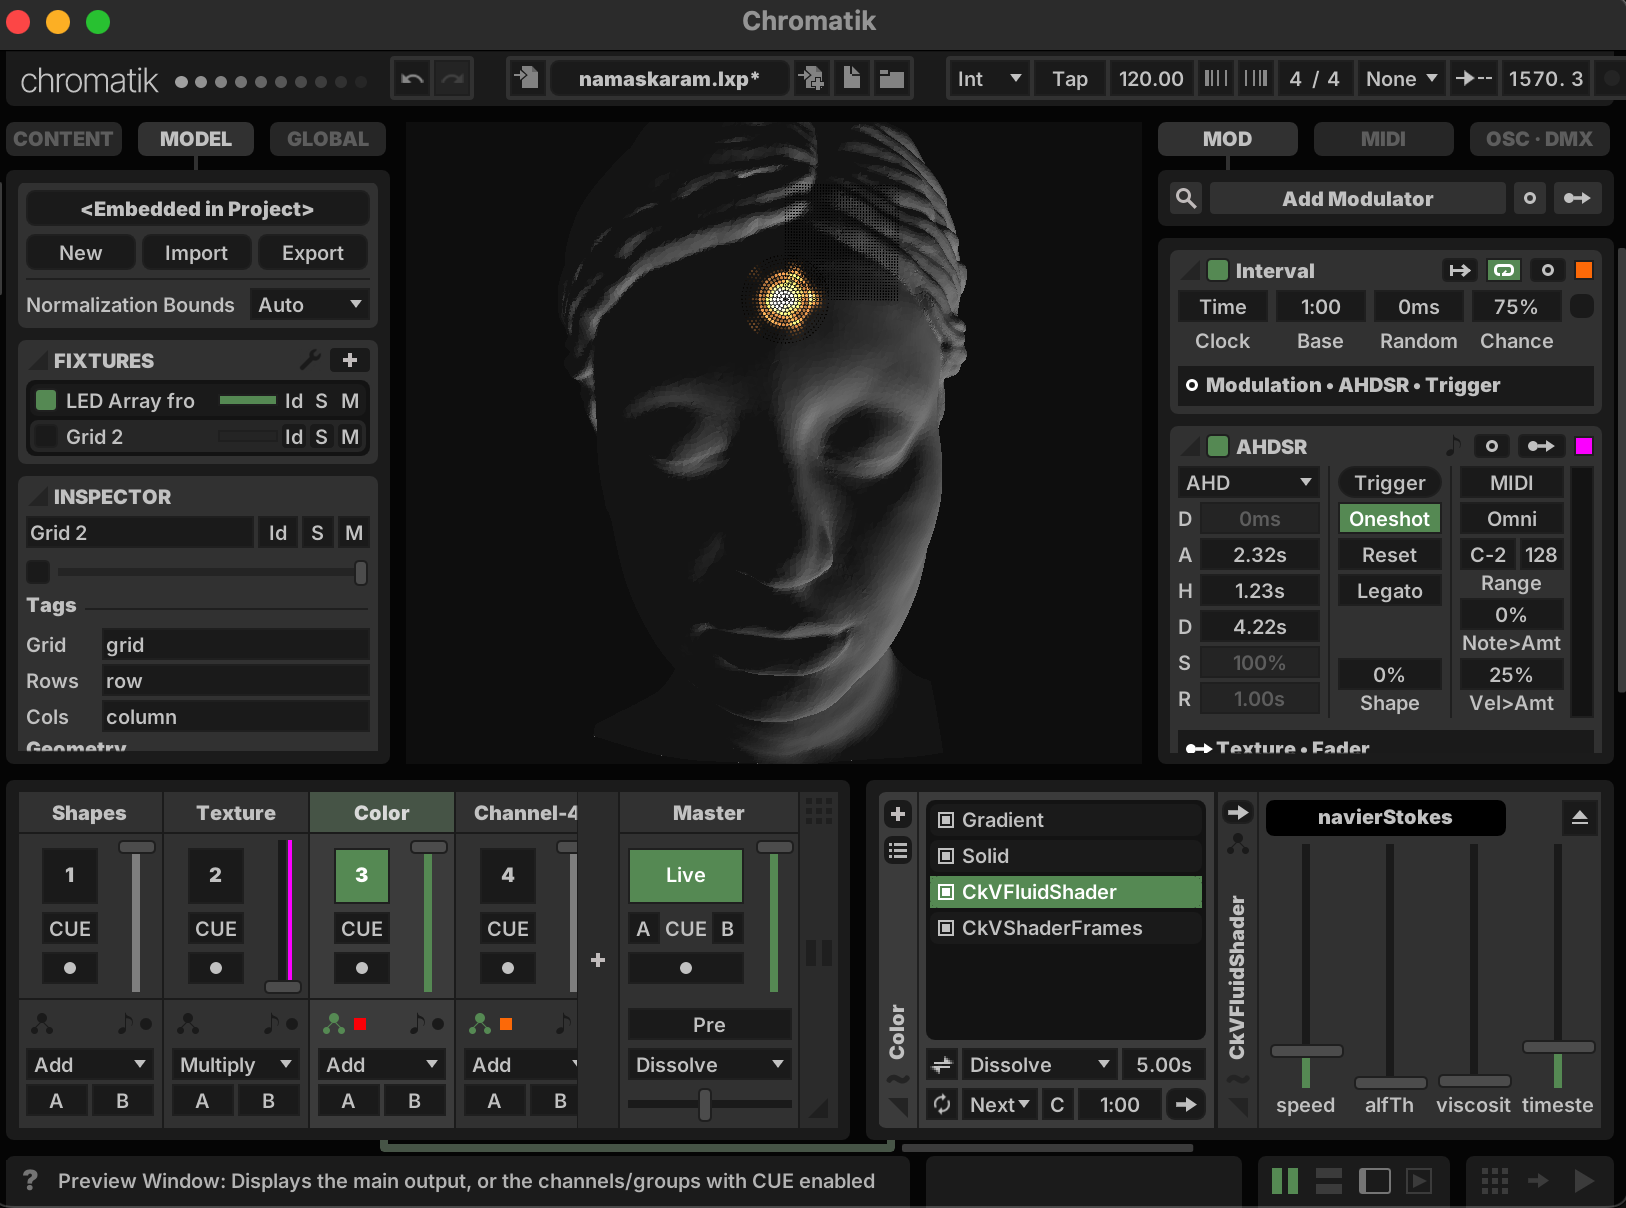 Chromatik
chromatik
namaskaram.lxp*
Int
Tap
120.00
4 / 4
None
1570. 3
CONTENT
MODEL
GLOBAL
<Embedded in Project>
New
Import
Export
Normalization Bounds
Auto
FIXTURES
LED Array fro
Id
S
M
Grid 2
Id
S
M
INSPECTOR
Grid 2
Id
S
M
Tags
Grid
grid
Rows
row
Cols
column
Geometry
MOD
MIDI
OSC · DMX
Add Modulator
Interval
Time
1:00
0ms
75%
Clock
Base
Random
Chance
Modulation • AHDSR • Trigger
AHDSR
AHD
Trigger
MIDI
D
0ms
Oneshot
Omni
A
2.32s
Reset
C-2
128
H
1.23s
Legato
Range
D
4.22s
0%
Note>Amt
S
100%
0%
25%
R
1.00s
Shape
Vel>Amt
Texture • Fader
Shapes
Texture
Color
Channel-4
Master
1
2
3
4
Live
CUE
CUE
CUE
CUE
A
CUE
B
Pre
Add
Multiply
Add
Add
Dissolve
A
B
A
B
A
B
A
B
Color
Gradient
Solid
CkVFluidShader
CkVShaderFrames
Dissolve
5.00s
Next
C
1:00
CkVFluidShader
navierStokes
speed
alfTh
viscosit
timeste
? Preview Window: Displays the main output, or the channels/groups with CUE enabled